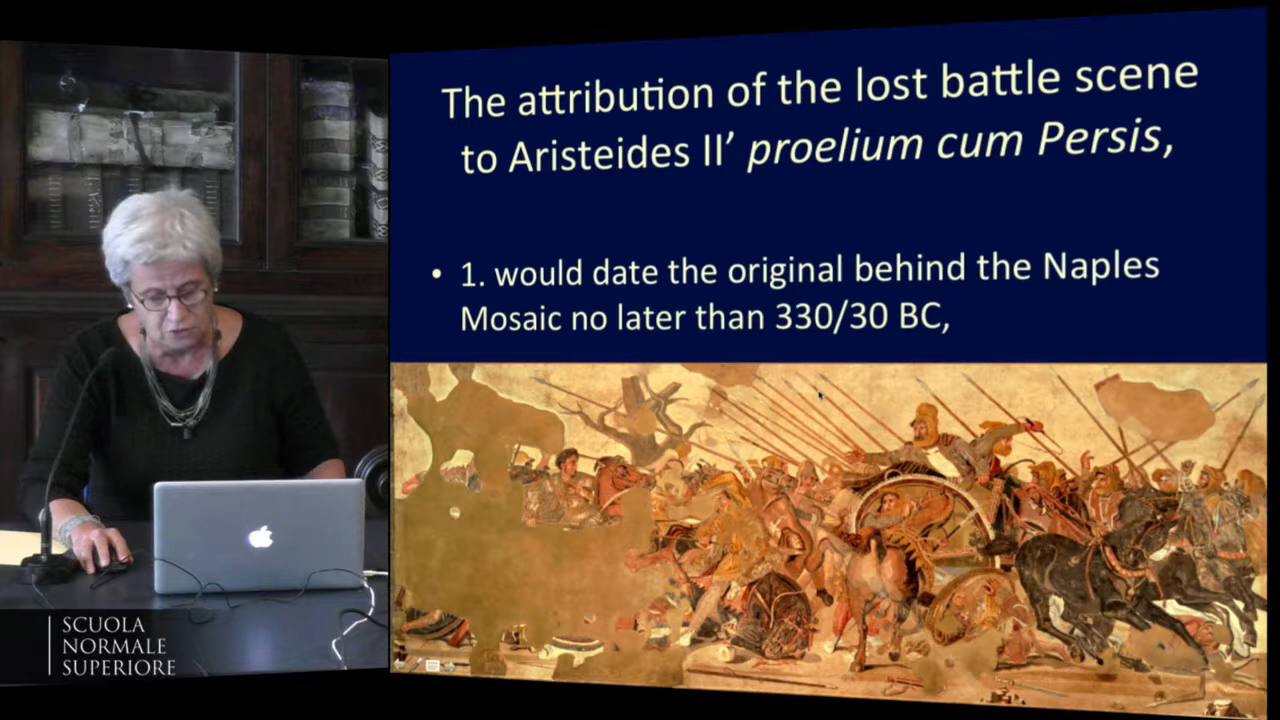 The attribution of the lost battle scene
to Aristeides II’ proelium cum Persis,
• 1. would date the original behind the Naples
Mosaic no later than 330/30 BC,
SCUOLA
NORMALE
SUPERIORE